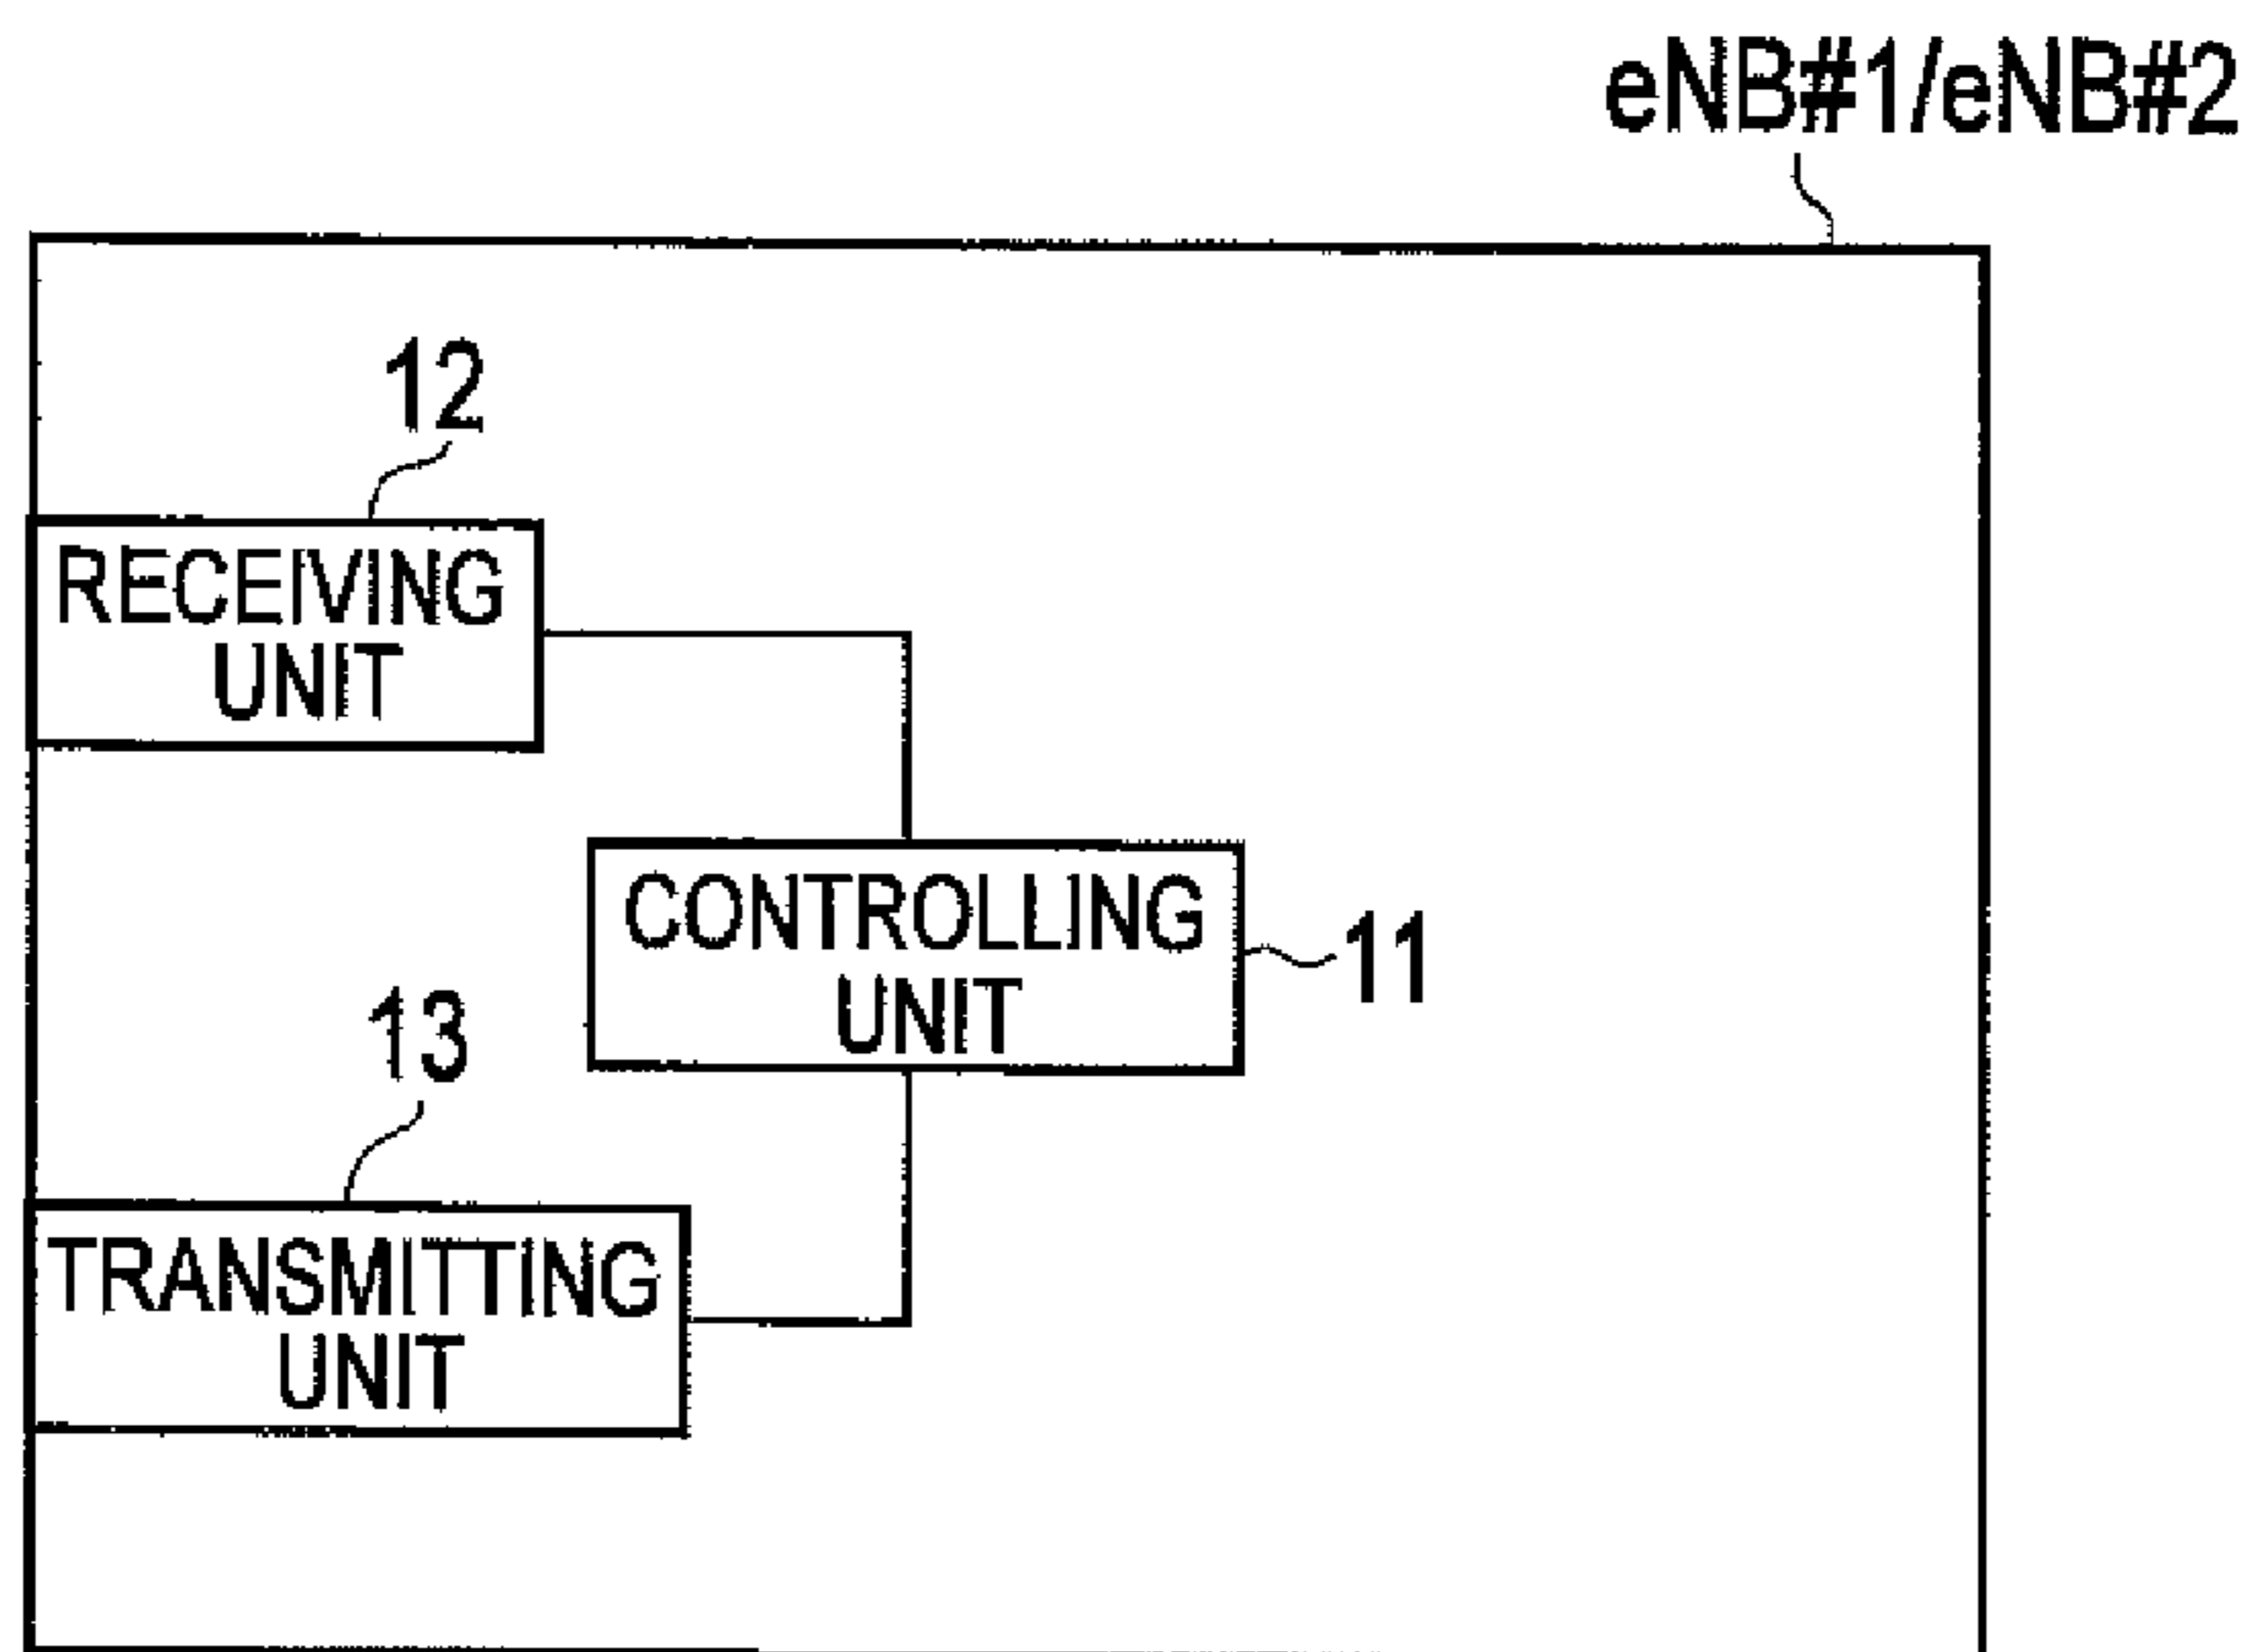 eNB#1/eNB#2
12
RECEIVING
UNIT
CONTROLLING
UNIT
11
13
TRANSMITTING
UNIT